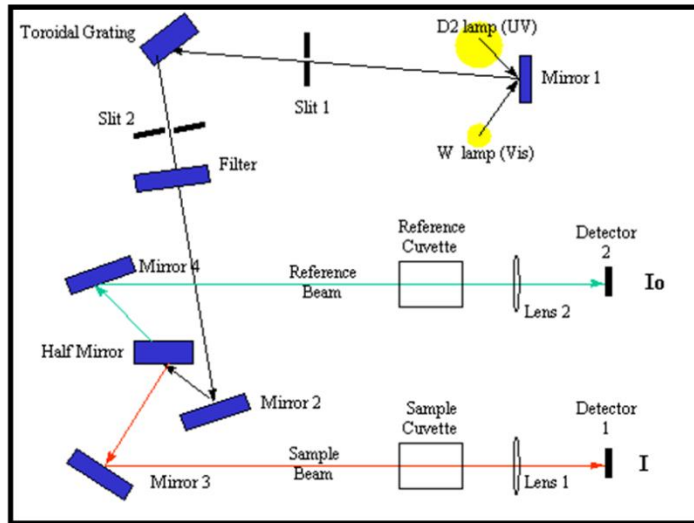 Toroidal Grating
D2 lamp (UV)
Mirror 1
Slit 1
Slit 2
W lamp (Vis)
Filter
Reference
Cuvette
Detector
2
Mirror 4
Reference
Beam
Io
Lens 2
Half Mirror
Mirror 2
Sample
Cuvette
Detector
1
Sample
Beam
I
Mirror 3
Lens 1